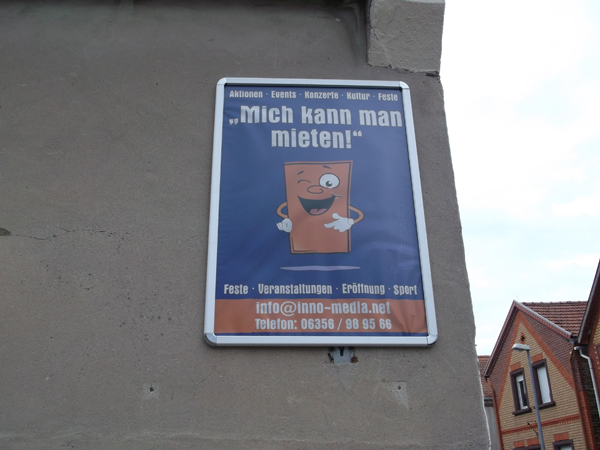 Aktionen · Events · Konzerte · Kultur · Feste
„Mich kann man
mieten!“
Feste · Veranstaltungen · Eröffnung · Sport
info@inno-media.net
Telefon: 06356 / 98 95 66